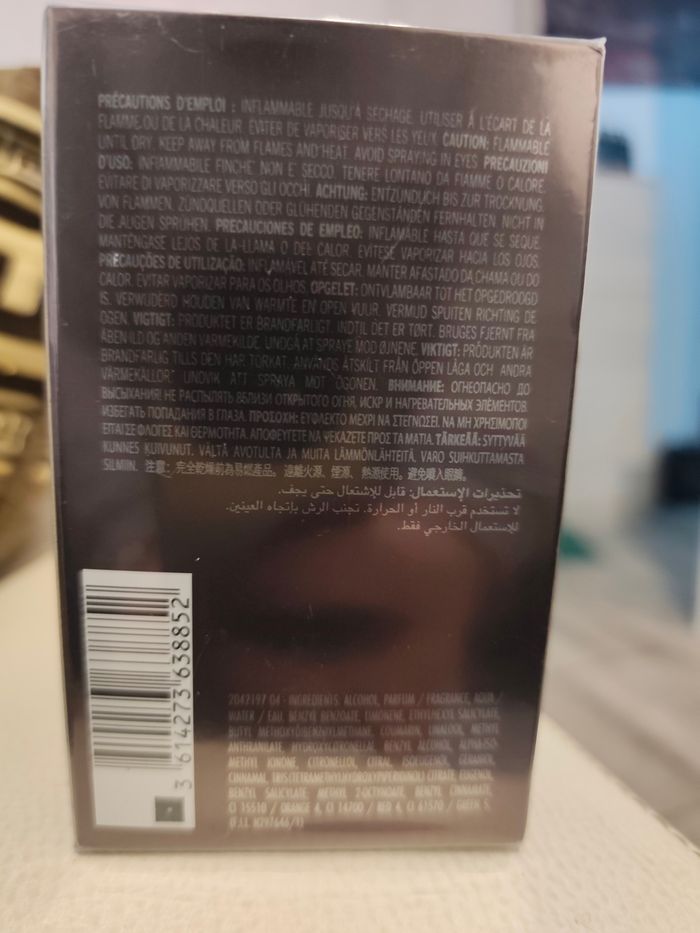 PRÉCAUTIONS D'EMPLOI : INFLAMMABLE JUSQU'À SÉCHAGE. UTILISER À L'ÉCART DE LA
FLAMME OU DE LA CHALEUR. ÉVITER DE VAPORISER VERS LES YEUX. CAUTION: FLAMMABLE
UNTIL DRY. KEEP AWAY FROM FLAMES AND HEAT. AVOID SPRAYING IN EYES. PRECAUZIONI
D'USO: INFIAMMABILE FINCHÉ NON È SECCO. TENERE LONTANO DA FIAMME O CALORE.
EVITARE DI VAPORIZZARE VERSO GLI OCCHI. ACHTUNG: ENTZÜNDLICH BIS ZUR TROCKNUNG.
VON FLAMMEN, ZÜNDQUELLEN ODER GLÜHENDEN GEGENSTÄNDEN FERNHALTEN. NICHT IN
DIE AUGEN SPRÜHEN. PRECAUCIONES DE EMPLEO: INFLAMABLE HASTA QUE SE SEQUE.
MANTÉNGASE LEJOS DE LA LLAMA O DEL CALOR. EVÍTESE VAPORIZAR HACIA LOS OJOS.
PRECAUÇÕES DE UTILIZAÇÃO: INFLAMÁVEL ATÉ SECAR. MANTER AFASTADO DA CHAMA OU DO
CALOR. EVITAR VAPORIZAR PARA OS OLHOS. OPGELET: ONTVLAMBAAR TOT HET OPGEDROOGD
IS. VERWIJDERD HOUDEN VAN WARMTE EN OPEN VUUR. VERMIJD SPUITEN RICHTING DE
OGEN. VIGTIGT: PRODUKTET ER BRANDFARLIGT, INDTIL DET ER TØRT. BRUGES FJERNT FRA
ÅBEN ILD OG ANDEN VARMEKILDE. UNDGÅ AT SPRAYE MOD ØJNENE. VIKTIGT: PRODUKTEN ÄR
BRANDFARLIG TILLS DEN HAR TORKAT. ANVÄNDS ÅTSKILT FRÅN ÖPPEN LÅGA OCH ANDRA
VÄRMEKÄLLOR. UNDVIK ATT SPRAYA MOT ÖGONEN. ВНИМАНИЕ: ОГНЕОПАСНО ДО
ВЫСЫХАНИЯ! НЕ РАСПЫЛЯТЬ ВБЛИЗИ ОТКРЫТОГО ОГНЯ, ИСКР И НАГРЕВАТЕЛЬНЫХ ЭЛЕМЕНТОВ.
ИЗБЕГАТЬ ПОПАДАНИЯ В ГЛАЗА. ΠΡΟΣΟΧΗ: ΕΥΦΛΕΚΤΟ ΜΕΧΡΙ ΝΑ ΣΤΕΓΝΩΣΕΙ. ΝΑ ΜΗ ΧΡΗΣΙΜΟΠΟΙ
ΕΙΤΑΙ ΣΕ ΦΛΟΓΕΣ ΚΑΙ ΘΕΡΜΟΤΗΤΑ. ΑΠΟΦΕΥΓΕΤΕ ΝΑ ΨΕΚΑΖΕΤΕ ΠΡΟΣ ΤΑ ΜΑΤΙΑ. TÄRKEÄÄ: SYTTYVÄÄ
KUNNES KUIVUNUT. VÄLTÄ AVOTULTA JA MUITA LÄMMÖNLÄHTEITÄ. VARO SUIHKUTTAMASTA
SILMIIN. 注意: 完全乾燥前為易燃產品。遠離火源、煙源、熱源使用。避免噴入眼睛。
تحذيرات الإستعمال: قابل للإشتعال حتى يجف.
لا تستخدم قرب النار أو الحرارة. تجنب الرش بإتجاه العينين.
للإستعمال الخارجي فقط.
3 614273 638852
2042197 04 - INGREDIENTS: ALCOHOL, PARFUM / FRAGRANCE, AQUA /
WATER / EAU, BENZYL BENZOATE, LIMONENE, ETHYLHEXYL SALICYLATE,
BUTYL METHOXYDIBENZOYLMETHANE, COUMARIN, LINALOOL, METHYL
ANTHRANILATE, HYDROXYCITRONELLAL, BENZYL ALCOHOL, ALPHA-ISO-
METHYL IONONE, CITRONELLOL, CITRAL, ISOEUGENOL, GERANIOL,
CINNAMAL, TRIS(TETRAMETHYLHYDROXYPIPERIDINOL) CITRATE, EUGENOL,
BENZYL SALICYLATE, METHYL 2-OCTYNOATE, BENZYL CINNAMATE,
CI 15510 / ORANGE 4, CI 14700 / RED 4, CI 61570 / GREEN 5.
(F.I.L. N297646/1)